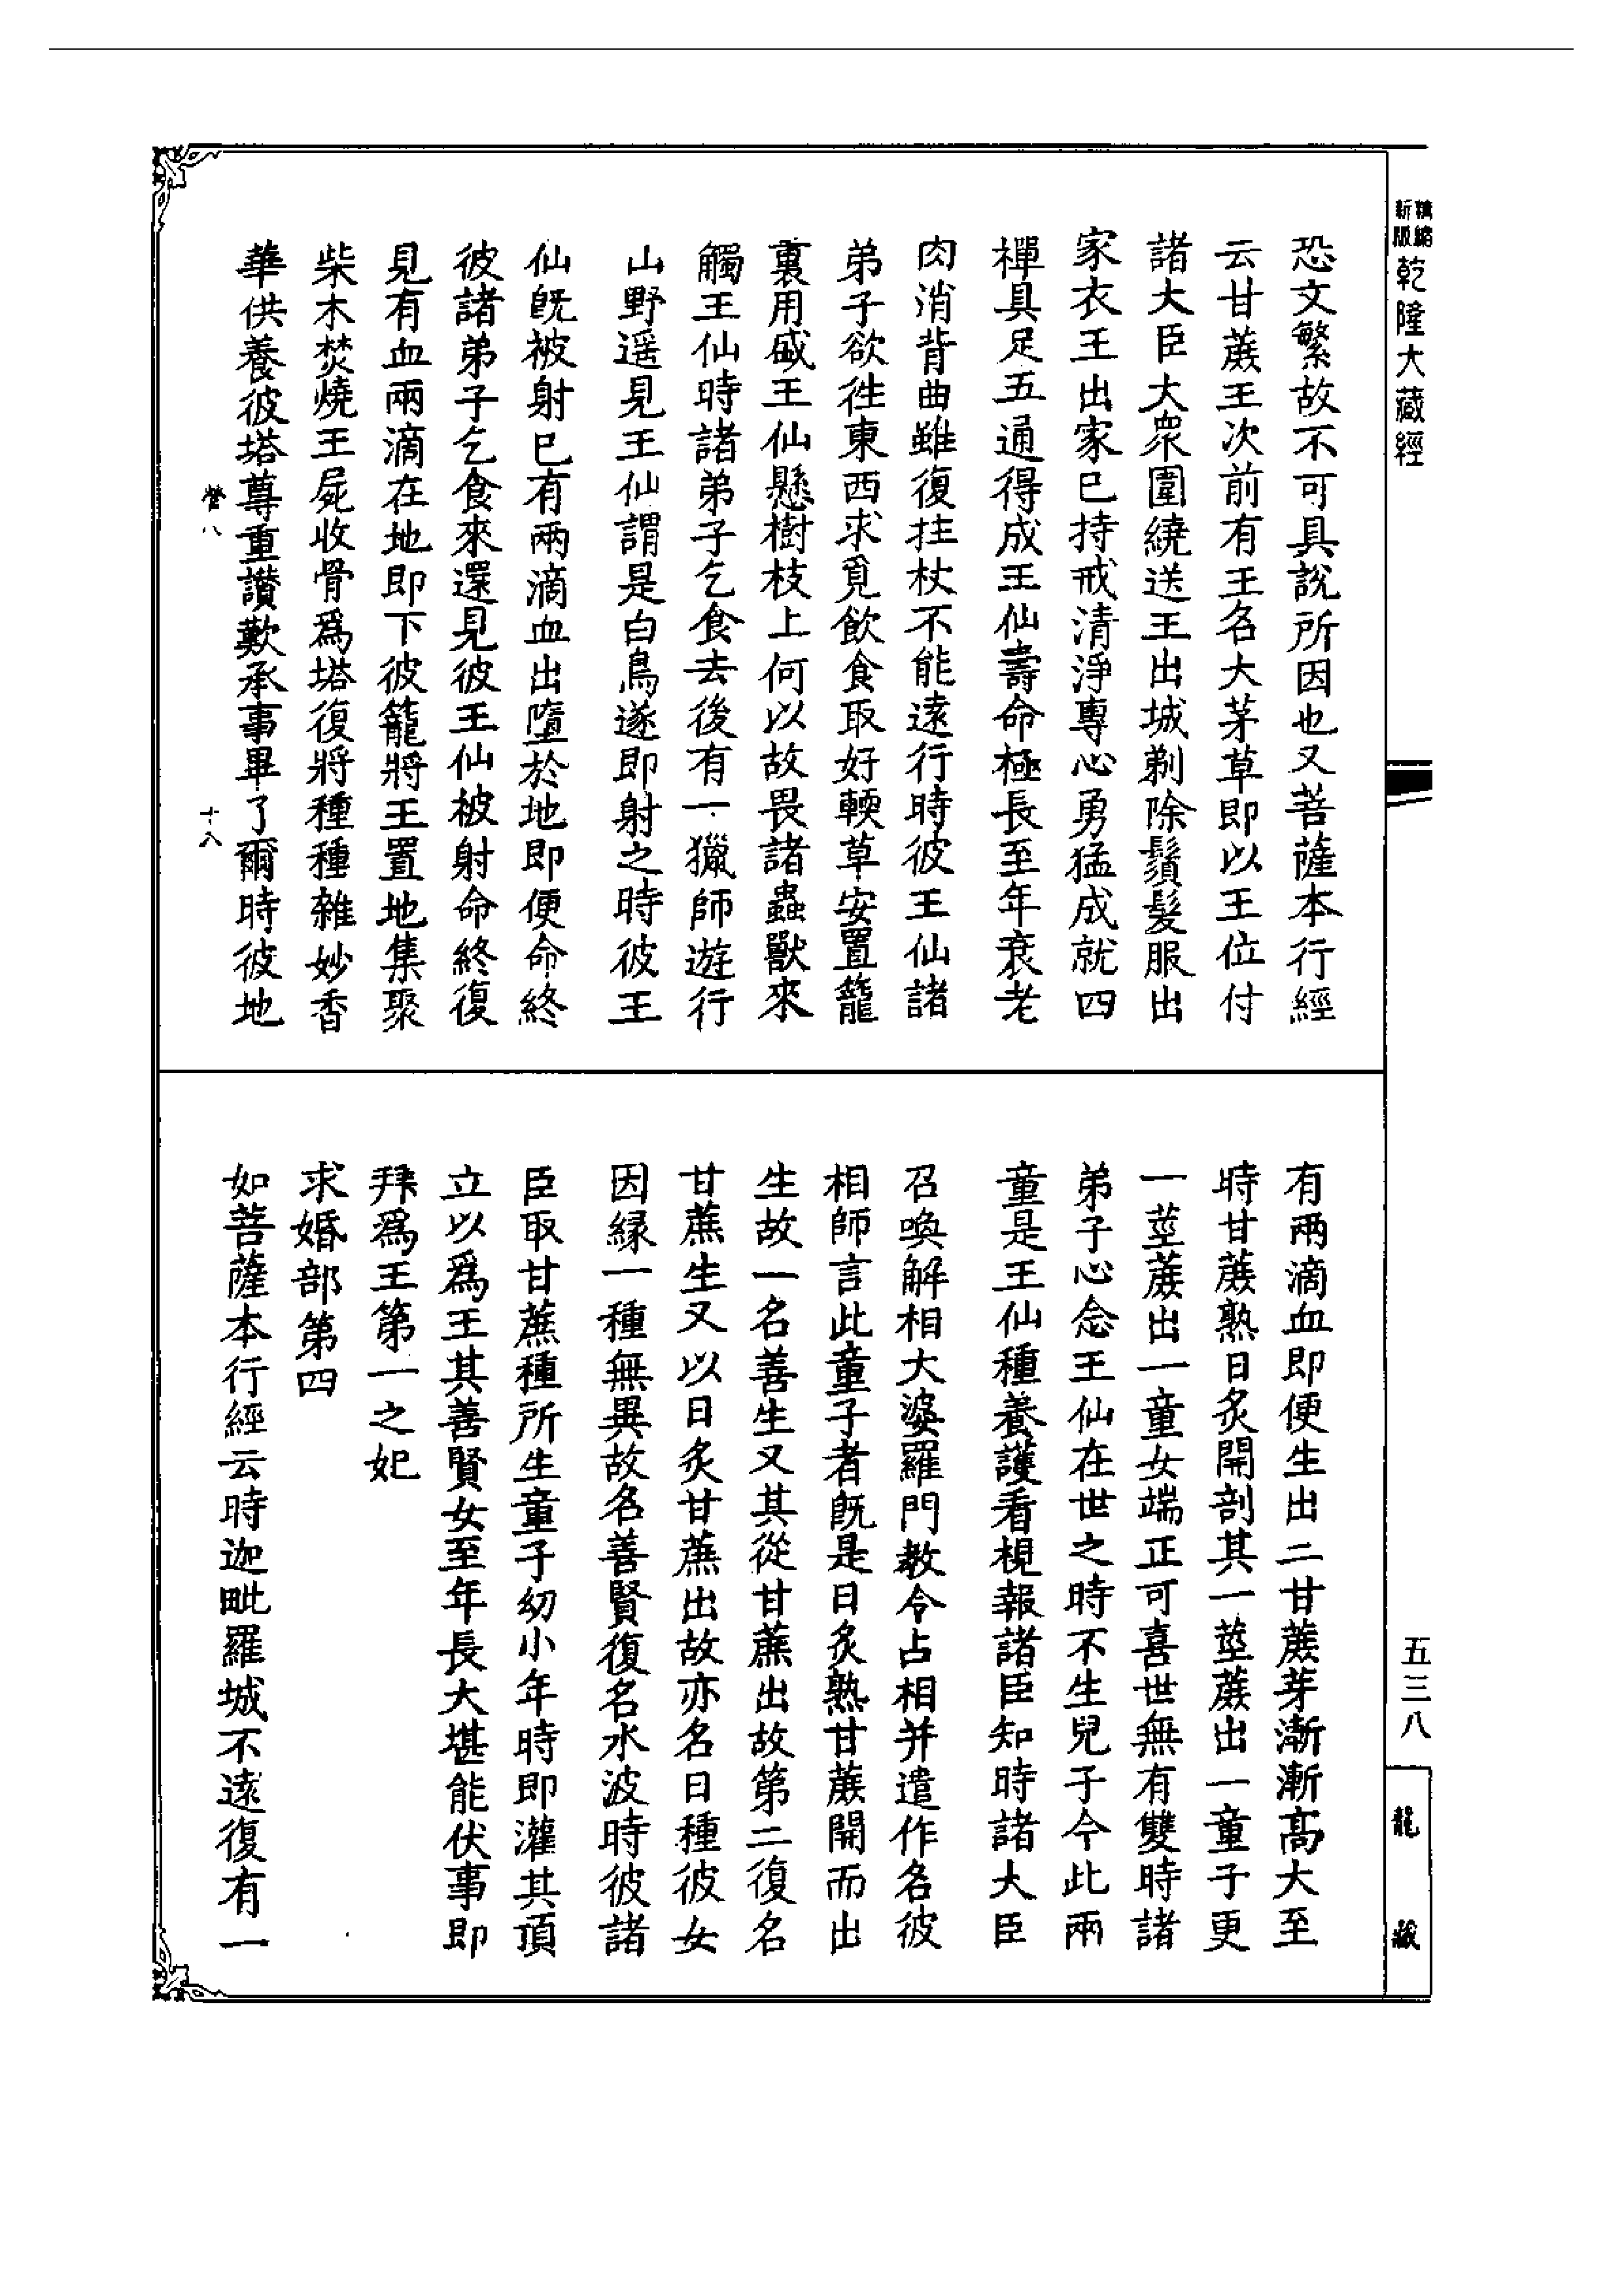 精縮新版乾隆大藏經
恐文繁故不可具說所因也又菩薩本行經
云甘蔗王次前有王名大茅草即以王位付
諸大臣大衆圍繞送王出城剃除鬚髮服出
家衣王出家已持戒清淨專心勇猛成就四
禪具足五通得成王仙壽命極長至年衰老
肉消背曲雖復拄杖不能遠行時彼王仙諸
弟子欲徃東西求覓飲食取好輭草安置籠
裏用盛王仙懸樹枝上何以故畏諸蟲獸來
觸王仙時諸弟子乞食去後有一獵師遊行
山野遥見王仙謂是白鳥遂即射之時彼王
仙旣被射已有兩滴血出墮於地即便命終
彼諸弟子乞食來還見彼王仙被射命終復
見有血兩滴在地即下彼籠將王置地集聚
柴木焚燒王屍收骨爲塔復將種種雜妙香
華供養彼塔尊重讚歎承事畢了爾時彼地
營八 十八
有兩滴血即便生出二甘蔗芽漸漸高大至
時甘蔗熟日炙開剖其一莖蔗出一童子更
一莖蔗出一童女端正可喜世無有雙時諸
弟子心念王仙在世之時不生兒子今此兩
童是王仙種養護看視報諸臣知時諸大臣
召喚解相大婆羅門教令占相并遣作名彼
相師言此童子者旣是日炙熟甘蔗開而出
生故一名善生又其從甘蔗出故第二復名
甘蔗生又以日炙甘蔗出故亦名日種彼女
因緣一種無異故名善賢復名水波時彼諸
臣取甘蔗種所生童子幼小年時即灌其頂
立以爲王其善賢女至年長大堪能伏事即
拜爲王第一之妃
求婚部第四
如菩薩本行經云時迦毗羅城不遠復有一
五三八
龍藏